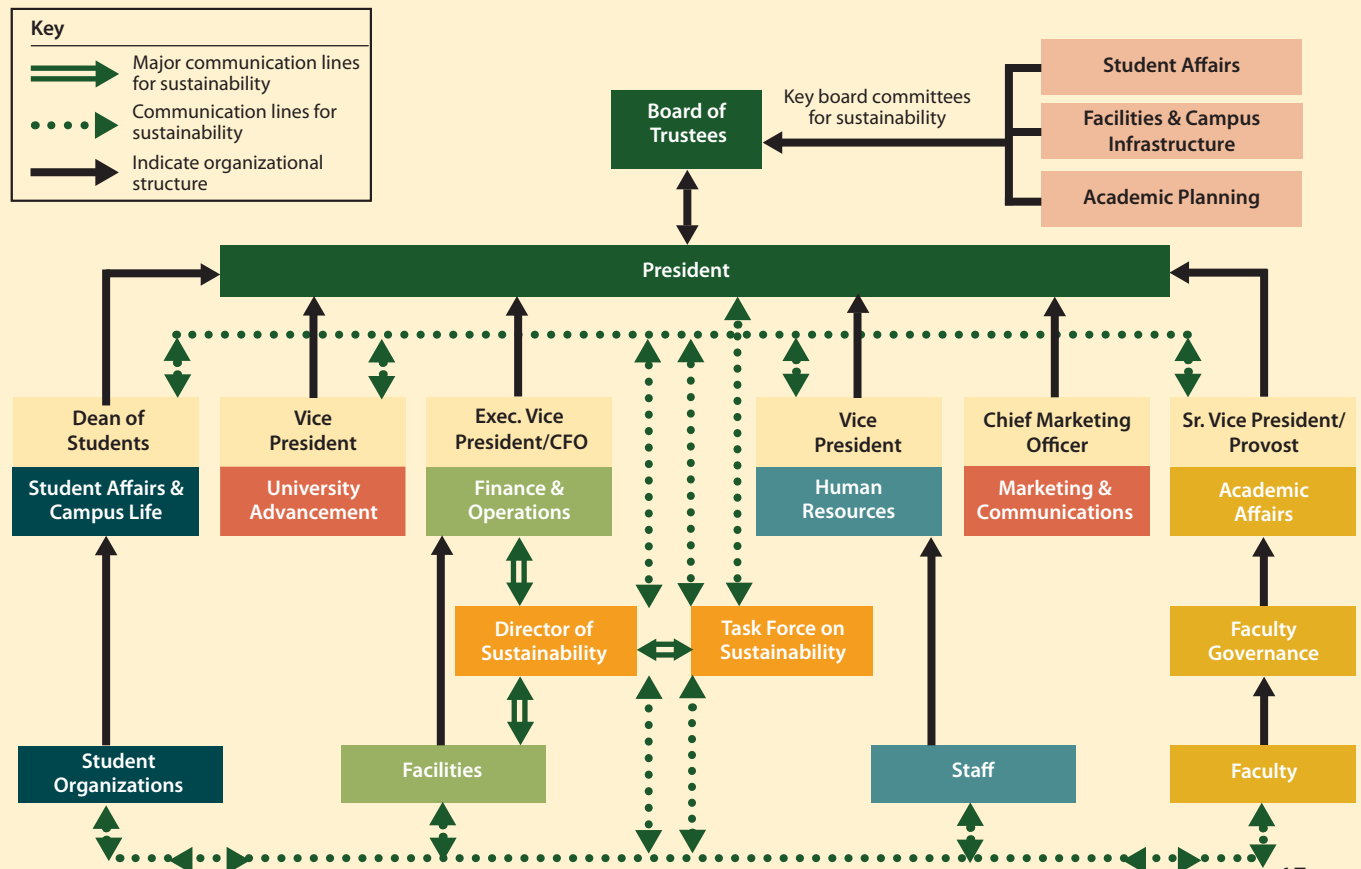 Key
Major communication lines
for sustainability
Communication lines for
sustainability
Indicate organizational
structure
Board of
Trustees
Key board committees
for sustainability
Student Affairs
Facilities & Campus
Infrastructure
Academic Planning
President
Dean of
Students
Student Affairs &
Campus Life
Vice
President
University
Advancement
Exec. Vice
President/CFO
Finance &
Operations
Vice
President
Human
Resources
Chief Marketing
Officer
Marketing &
Communications
Sr. Vice President/
Provost
Academic
Affairs
Director of
Sustainability
Task Force on
Sustainability
Faculty
Governance
Student
Organizations
Facilities
Staff
Faculty